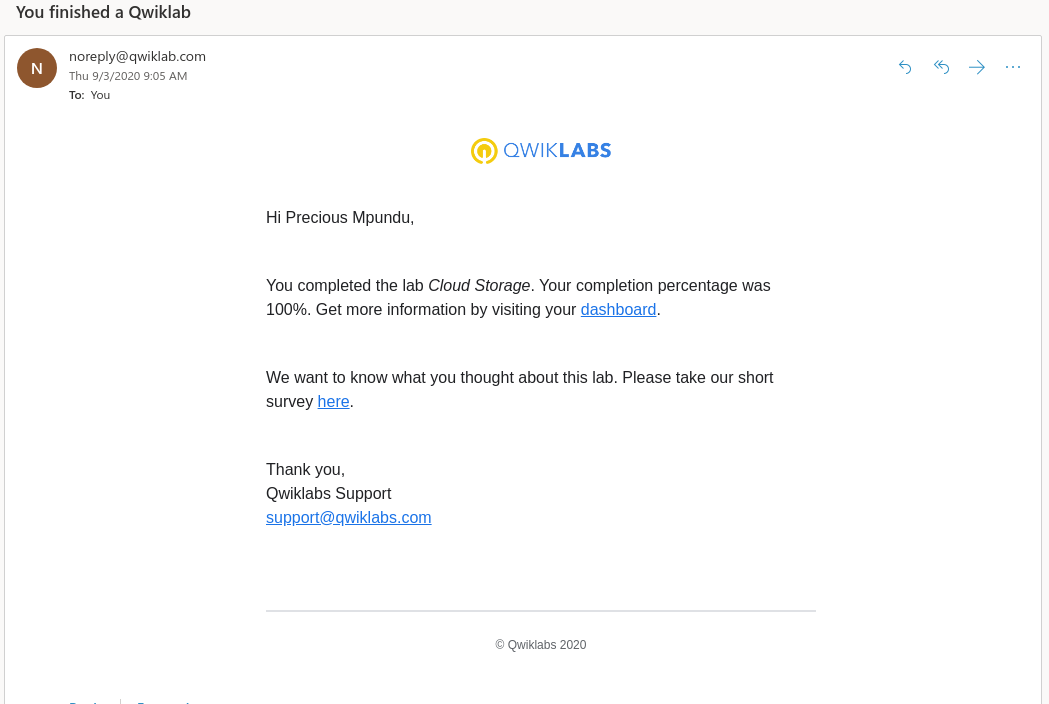 You finished a Qwiklab
N
noreply@qwiklab.com
Thu 9/3/2020 9:05 AM
To: You
QWIKLABS
Hi Precious Mpundu,
You completed the lab Cloud Storage. Your completion percentage was
100%. Get more information by visiting your dashboard.
We want to know what you thought about this lab. Please take our short
survey here.
Thank you,
Qwiklabs Support
support@qwiklabs.com
© Qwiklabs 2020